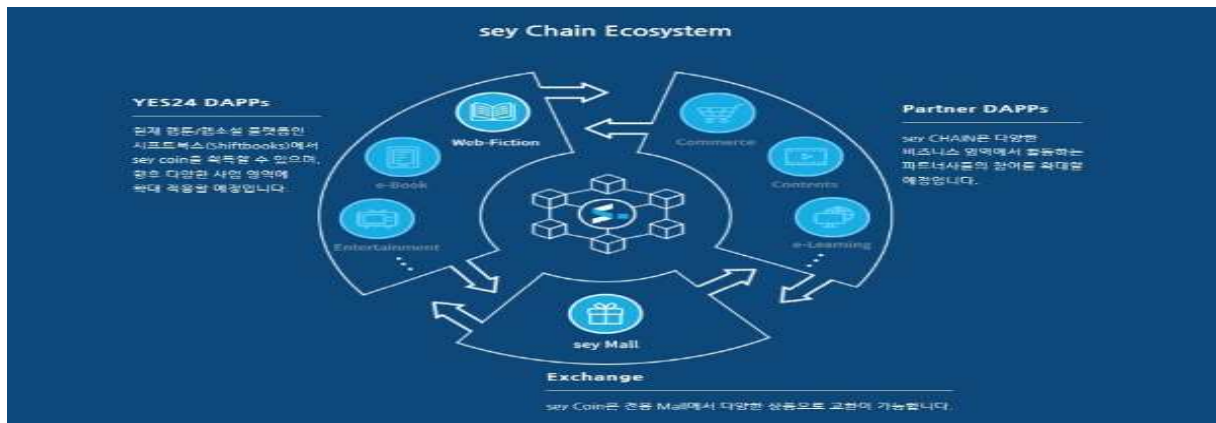 sey Chain Ecosystem
YES24 DAPPs
현재 웹툰/웹소설 플랫폼인
시프트북스(Shiftbooks)에서
sey coin을 획득할 수 있으며,
향후 다양한 사업 영역에
확대 적용할 예정입니다.
Web-Fiction
e-Book
Entertainment
Commerce
Contents
e-Learning
Partner DAPPs
sey CHAIN은 다양한
비즈니스 영역에서 활동하는
파트너사들의 참여를 확대할
예정입니다.
sey Mall
Exchange
sey Coin은 전용 Mall에서 다양한 상품으로 교환이 가능합니다.